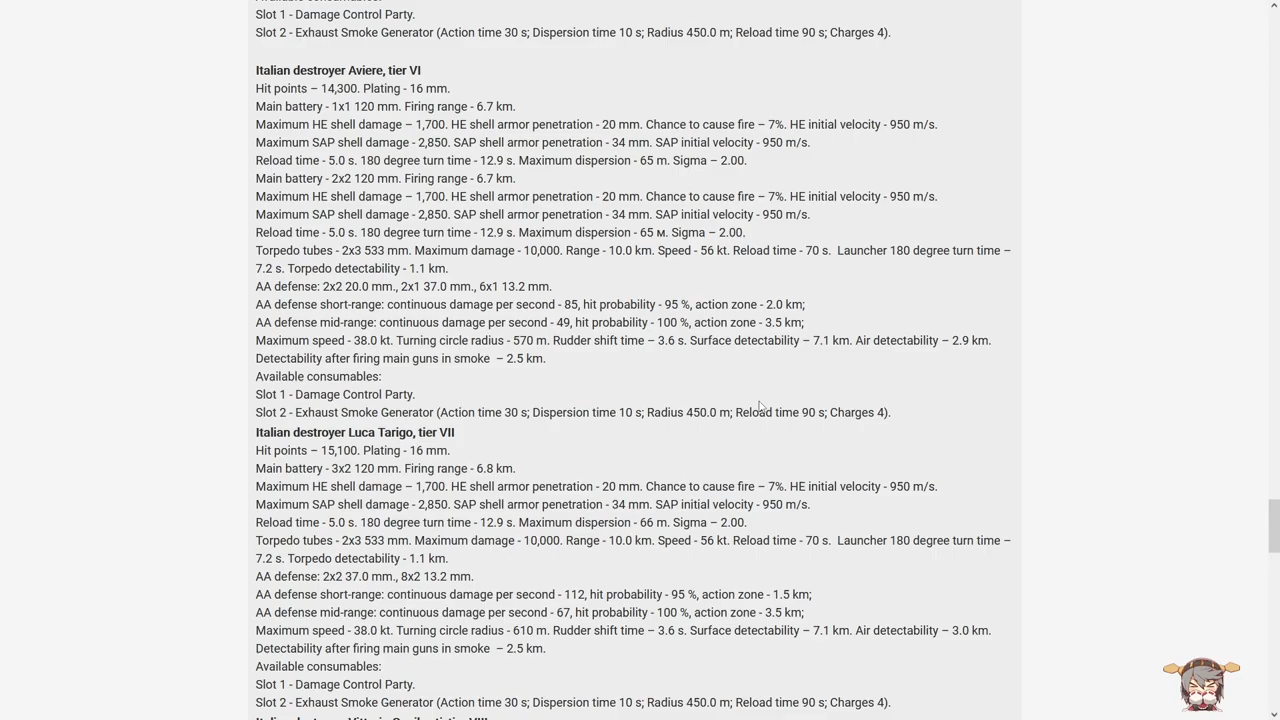 Slot 1 - Damage Control Party.
Slot 2 - Exhaust Smoke Generator (Action time 30 s; Dispersion time 10 s; Radius 450.0 m; Reload time 90 s; Charges 4).
Italian destroyer Aviere, tier VI
Hit points – 14,300. Plating - 16 mm.
Main battery - 1x1 120 mm. Firing range - 6.7 km.
Maximum HE shell damage – 1,700. HE shell armor penetration - 20 mm. Chance to cause fire – 7%. HE initial velocity - 950 m/s.
Maximum SAP shell damage - 2,850. SAP shell armor penetration - 34 mm. SAP initial velocity - 950 m/s.
Reload time - 5.0 s. 180 degree turn time - 12.9 s. Maximum dispersion - 65 m. Sigma – 2.00.
Main battery - 2x2 120 mm. Firing range - 6.7 km.
Maximum HE shell damage – 1,700. HE shell armor penetration - 20 mm. Chance to cause fire – 7%. HE initial velocity - 950 m/s.
Maximum SAP shell damage - 2,850. SAP shell armor penetration - 34 mm. SAP initial velocity - 950 m/s.
Reload time - 5.0 s. 180 degree turn time - 12.9 s. Maximum dispersion - 65 м. Sigma – 2.00.
Torpedo tubes - 2x3 533 mm. Maximum damage - 10,000. Range - 10.0 km. Speed - 56 kt. Reload time - 70 s.  Launcher 180 degree turn time –
7.2 s. Torpedo detectability - 1.1 km.
AA defense: 2x2 20.0 mm., 2x1 37.0 mm., 6x1 13.2 mm.
AA defense short-range: continuous damage per second - 85, hit probability - 95 %, action zone - 2.0 km;
AA defense mid-range: continuous damage per second - 49, hit probability - 100 %, action zone - 3.5 km;
Maximum speed - 38.0 kt. Turning circle radius - 570 m. Rudder shift time – 3.6 s. Surface detectability – 7.1 km. Air detectability – 2.9 km.
Detectability after firing main guns in smoke  – 2.5 km.
Available consumables:
Slot 1 - Damage Control Party.
Slot 2 - Exhaust Smoke Generator (Action time 30 s; Dispersion time 10 s; Radius 450.0 m; Reload time 90 s; Charges 4).
Italian destroyer Luca Tarigo, tier VII
Hit points – 15,100. Plating - 16 mm.
Main battery - 3x2 120 mm. Firing range - 6.8 km.
Maximum HE shell damage – 1,700. HE shell armor penetration - 20 mm. Chance to cause fire – 7%. HE initial velocity - 950 m/s.
Maximum SAP shell damage - 2,850. SAP shell armor penetration - 34 mm. SAP initial velocity - 950 m/s.
Reload time - 5.0 s. 180 degree turn time - 12.9 s. Maximum dispersion - 66 m. Sigma – 2.00.
Torpedo tubes - 2x3 533 mm. Maximum damage - 10,000. Range - 10.0 km. Speed - 56 kt. Reload time - 70 s.  Launcher 180 degree turn time –
7.2 s. Torpedo detectability - 1.1 km.
AA defense: 2x2 37.0 mm., 8x2 13.2 mm.
AA defense short-range: continuous damage per second - 112, hit probability - 95 %, action zone - 1.5 km;
AA defense mid-range: continuous damage per second - 67, hit probability - 100 %, action zone - 3.5 km;
Maximum speed - 38.0 kt. Turning circle radius - 610 m. Rudder shift time – 3.6 s. Surface detectability – 7.1 km. Air detectability – 3.0 km.
Detectability after firing main guns in smoke  – 2.5 km.
Available consumables:
Slot 1 - Damage Control Party.
Slot 2 - Exhaust Smoke Generator (Action time 30 s; Dispersion time 10 s; Radius 450.0 m; Reload time 90 s; Charges 4).